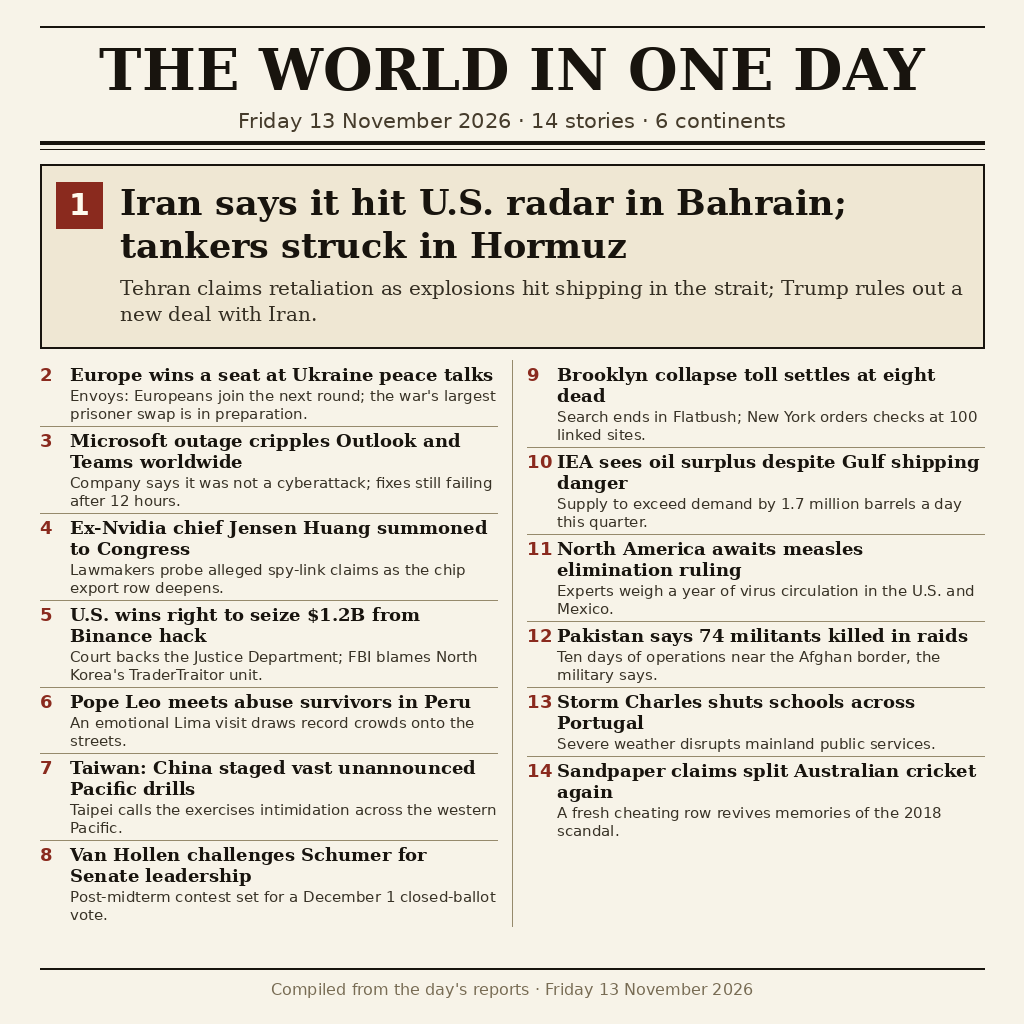 THE WORLD IN ONE DAY
Friday 13 November 2026 · 14 stories · 6 continents
1
Iran says it hit U.S. radar in Bahrain;
tankers struck in Hormuz
Tehran claims retaliation as explosions hit shipping in the strait; Trump rules out a
new deal with Iran.
2 Europe wins a seat at Ukraine peace talks
Envoys: Europeans join the next round; the war's largest
prisoner swap is in preparation.
3 Microsoft outage cripples Outlook and
Teams worldwide
Company says it was not a cyberattack; fixes still failing
after 12 hours.
4 Ex-Nvidia chief Jensen Huang summoned
to Congress
Lawmakers probe alleged spy-link claims as the chip
export row deepens.
5 U.S. wins right to seize $1.2B from
Binance hack
Court backs the Justice Department; FBI blames North
Korea's TraderTraitor unit.
6 Pope Leo meets abuse survivors in Peru
An emotional Lima visit draws record crowds onto the
streets.
7 Taiwan: China staged vast unannounced
Pacific drills
Taipei calls the exercises intimidation across the western
Pacific.
8 Van Hollen challenges Schumer for
Senate leadership
Post-midterm contest set for a December 1 closed-ballot
vote.
9 Brooklyn collapse toll settles at eight
dead
Search ends in Flatbush; New York orders checks at 100
linked sites.
10 IEA sees oil surplus despite Gulf shipping
danger
Supply to exceed demand by 1.7 million barrels a day
this quarter.
11 North America awaits measles
elimination ruling
Experts weigh a year of virus circulation in the U.S. and
Mexico.
12 Pakistan says 74 militants killed in raids
Ten days of operations near the Afghan border, the
military says.
13 Storm Charles shuts schools across
Portugal
Severe weather disrupts mainland public services.
14 Sandpaper claims split Australian cricket
again
A fresh cheating row revives memories of the 2018
scandal.
Compiled from the day's reports · Friday 13 November 2026